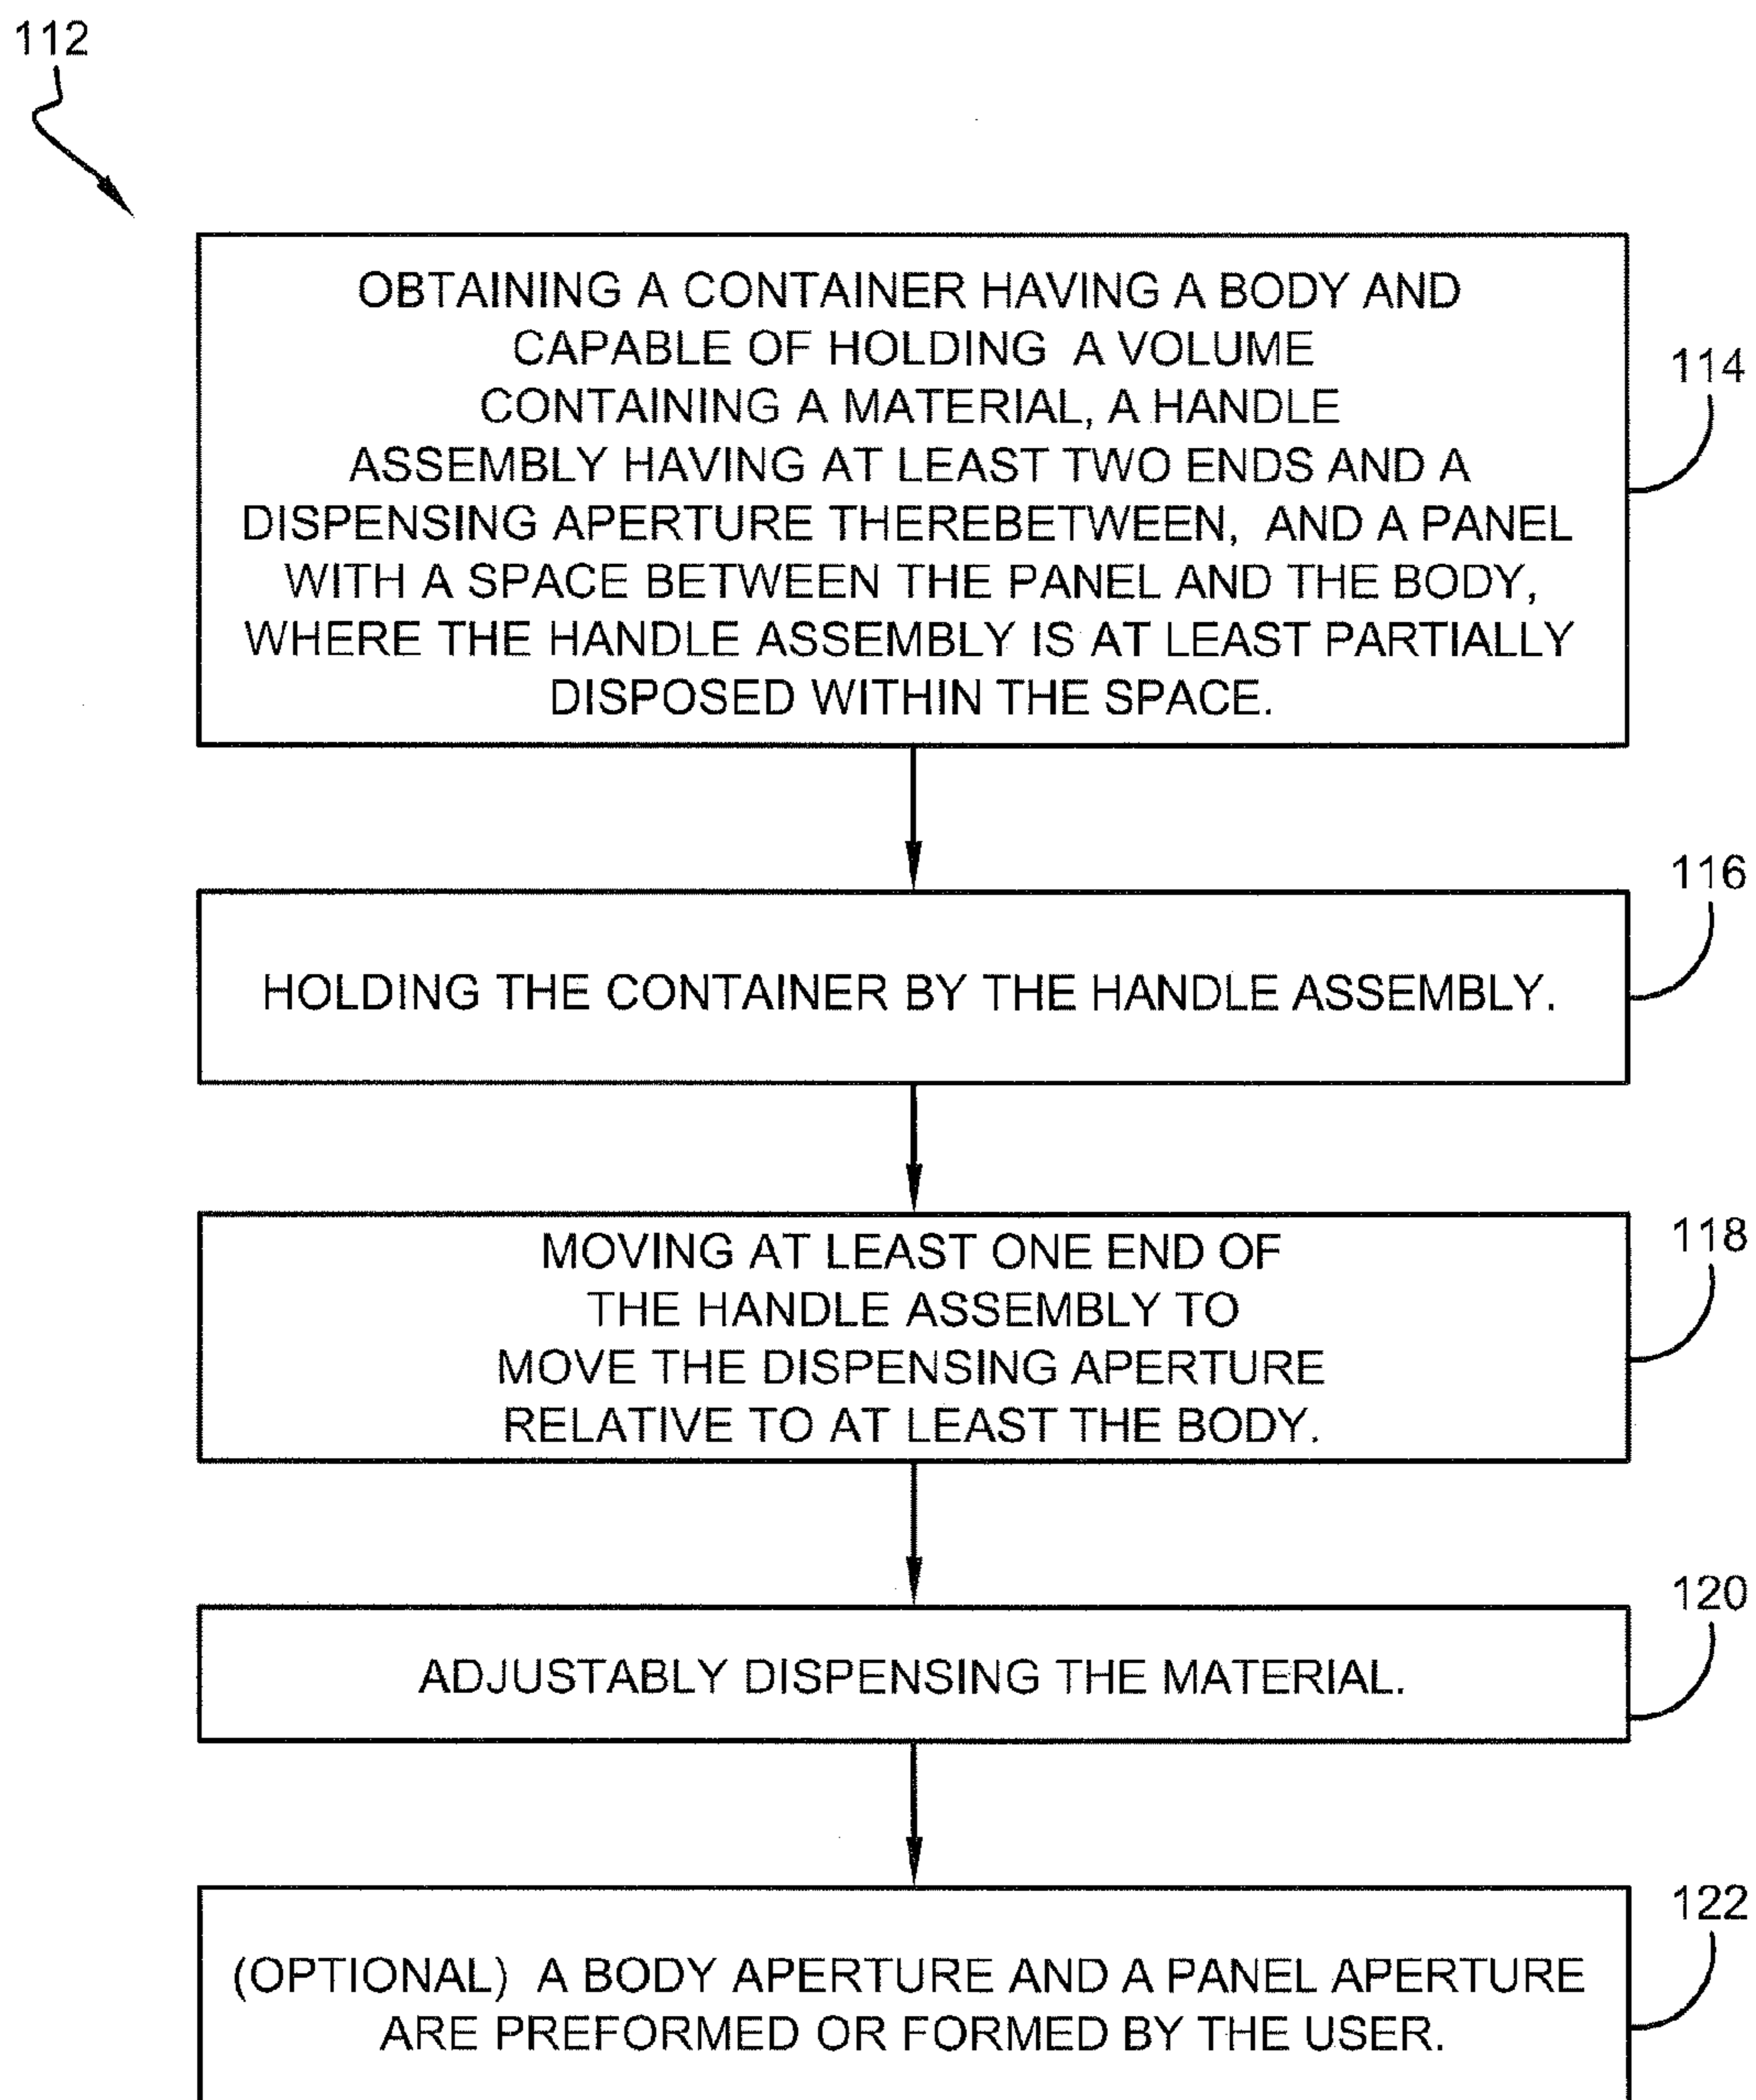 112
OBTAINING A CONTAINER HAVING A BODY AND
CAPABLE OF HOLDING A VOLUME
CONTAINING A MATERIAL, A HANDLE
ASSEMBLY HAVING AT LEAST TWO ENDS AND A
DISPENSING APERTURE THEREBETWEEN, AND A PANEL
WITH A SPACE BETWEEN THE PANEL AND THE BODY,
WHERE THE HANDLE ASSEMBLY IS AT LEAST PARTIALLY
DISPOSED WITHIN THE SPACE.
114
HOLDING THE CONTAINER BY THE HANDLE ASSEMBLY.
116
MOVING AT LEAST ONE END OF
THE HANDLE ASSEMBLY TO
MOVE THE DISPENSING APERTURE
RELATIVE TO AT LEAST THE BODY.
118
ADJUSTABLY DISPENSING THE MATERIAL.
120
(OPTIONAL) A BODY APERTURE AND A PANEL APERTURE
ARE PREFORMED OR FORMED BY THE USER.
122